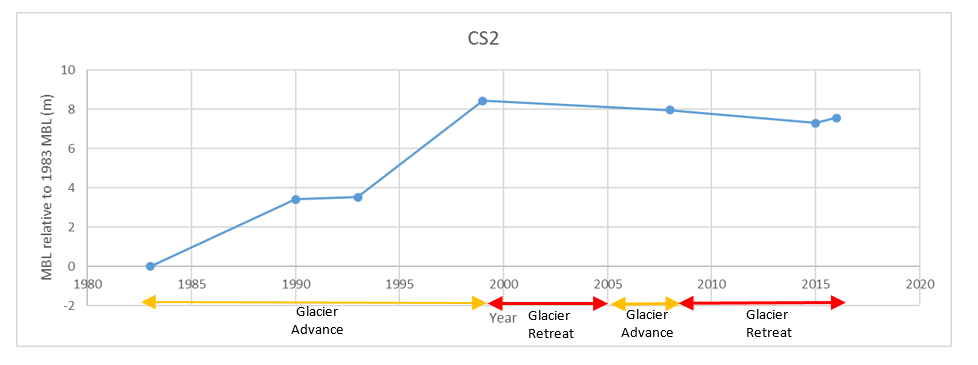 CS2
MBL relative to 1983 MBL (m)
10
8
6
4
2
0
-2
1980 1985 1990 1995 2000 2005 2010 2015 2020
Year
Glacier
Advance
Glacier
Retreat
Glacier
Advance
Glacier
Retreat